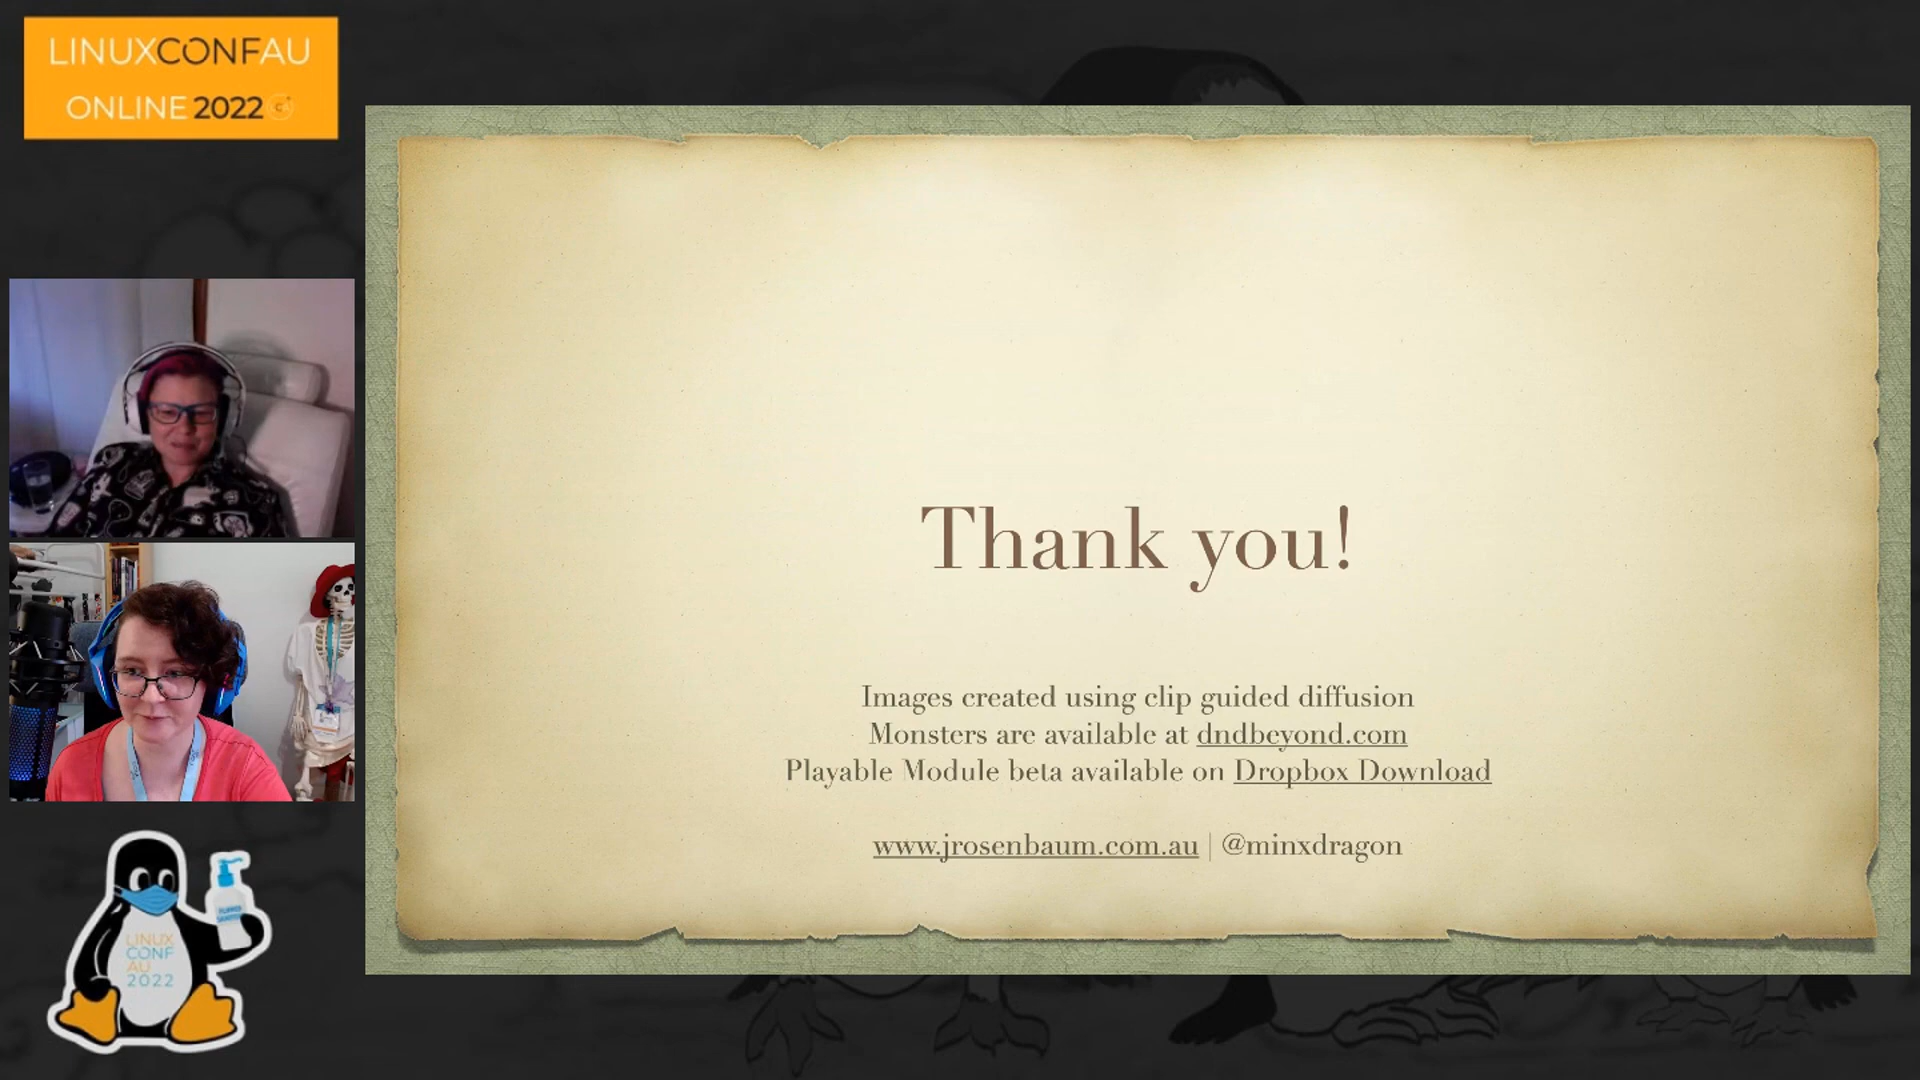 LINUXCONFAU
ONLINE 2022
Thank you!
Images created using clip guided diffusion
Monsters are available at dndbeyond.com
Playable Module beta available on Dropbox Download
www.jrosenbaum.com.au | @minxdragon
LINUX
CONF
AU
2022